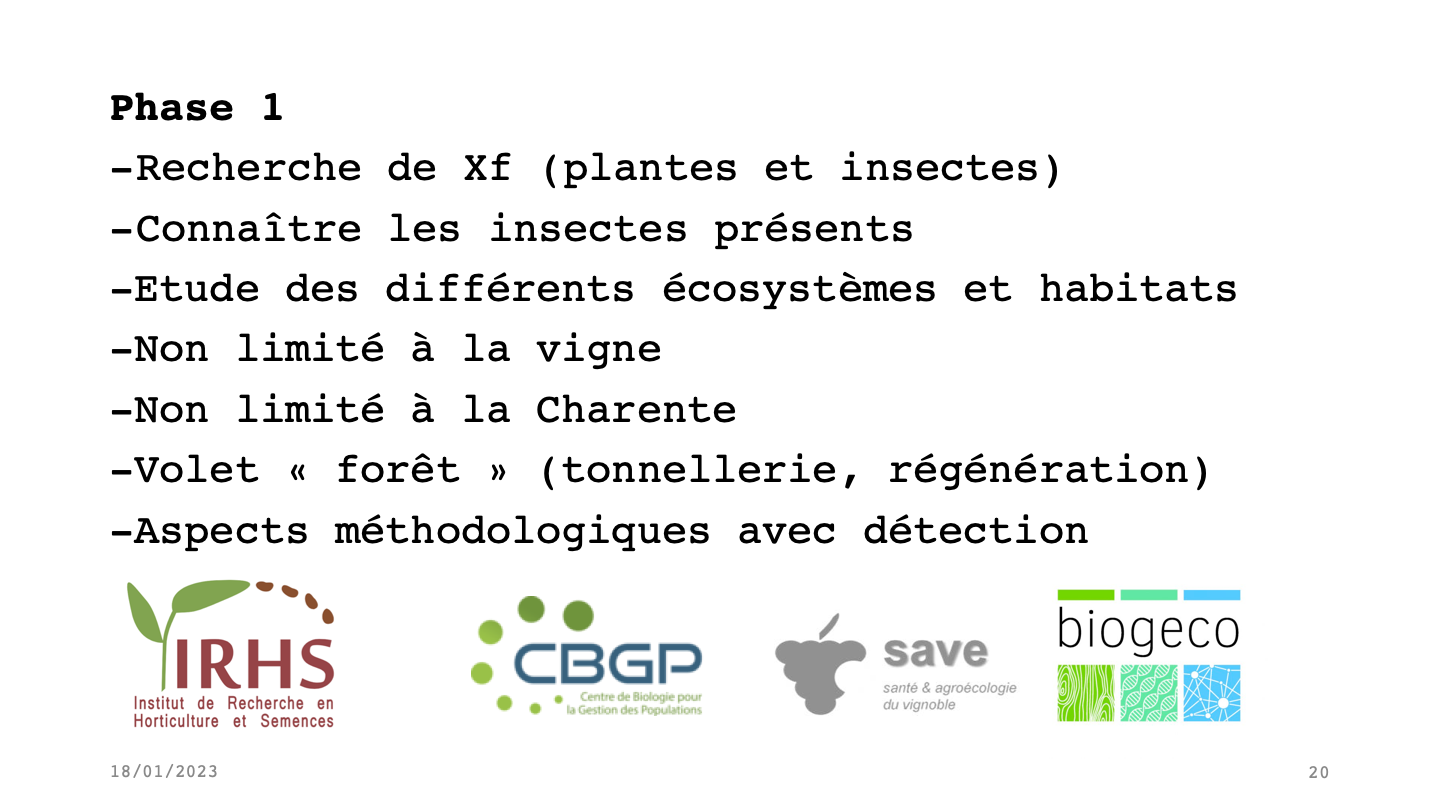 Phase 1
-Recherche de Xf (plantes et insectes)
-Connaître les insectes présents
-Etude des différents écosystèmes et habitats
-Non limité à la vigne
-Non limité à la Charente
-Volet « forêt » (tonnellerie, régénération)
-Aspects méthodologiques avec détection
IRHS
Institut de Recherche en
Horticulture et Semences
CBGP
Centre de Biologie pour
la Gestion des Populations
save
santé & agroécologie
du vignoble
biogeco
18/01/2023
20